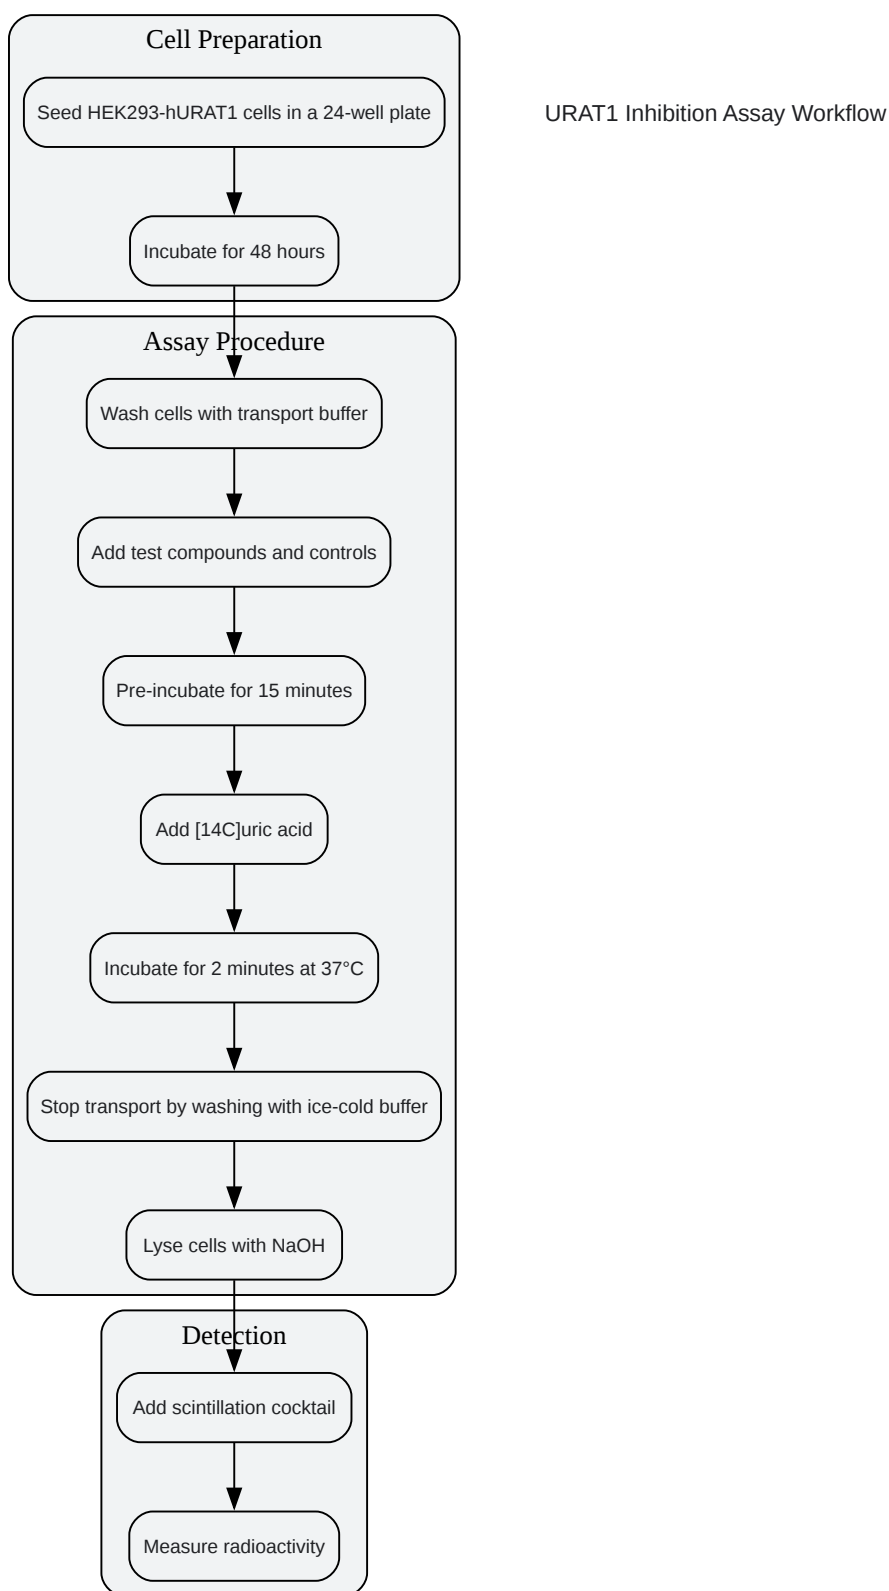 Cell Preparation
Seed HEK293-hURAT1 cells in a 24-well plate
URAT1 Inhibition Assay Workflow
Incubate for 48 hours
Assay Procedure
Wash cells with transport buffer
Add test compounds and controls
Pre-incubate for 15 minutes
Add [14C]uric acid
Incubate for 2 minutes at 37°C
Stop transport by washing with ice-cold buffer
Lyse cells with NaOH
Detection
Add scintillation cocktail
Measure radioactivity